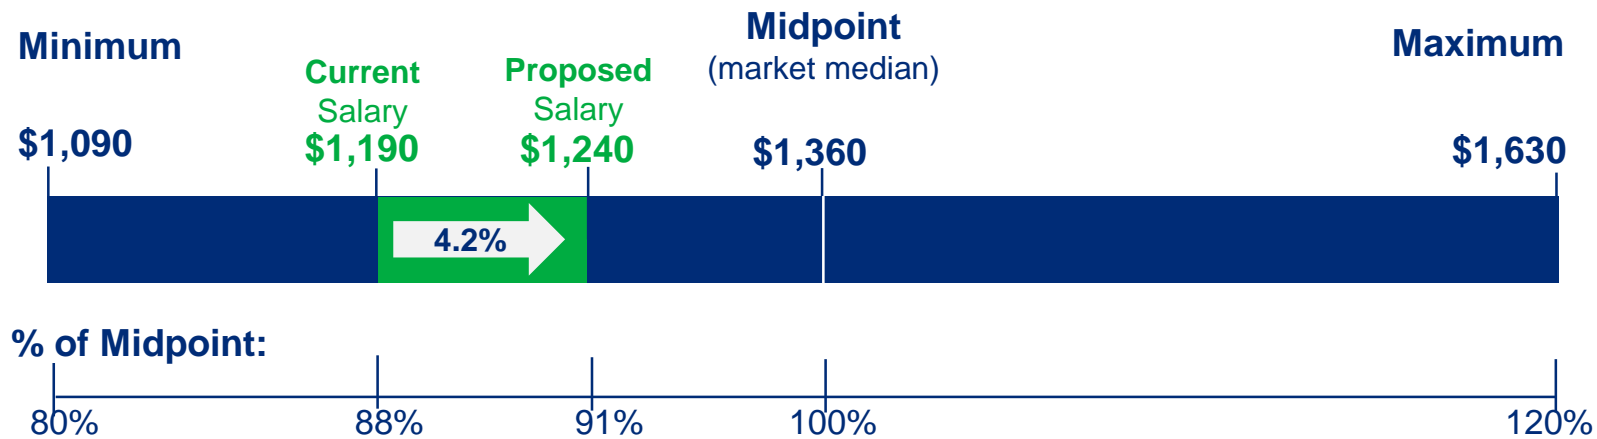 Minimum
$1,090
Current
Salary
$1,190
Proposed
Salary
$1,240
Midpoint
(market median)
$1,360
Maximum
$1,630
4.2%
% of Midpoint:
80%
88%
91%
100%
120%